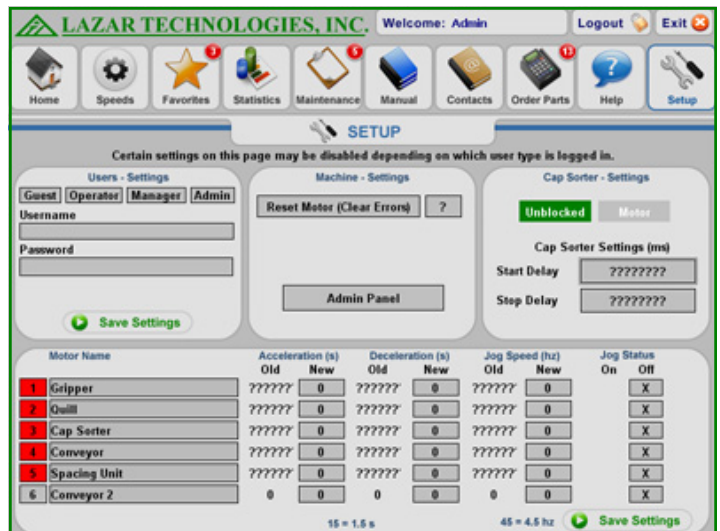 LAZAR TECHNOLOGIES, INC. Welcome: Admin Logout Exit
3 5 13
Home Speeds Favorites Statistics Maintenance Manual Contacts Order Parts Help Setup
SETUP
Certain settings on this page may be disabled depending on which user type is logged in.
Users - Settings
Guest Operator Manager Admin
Username
Password
Save Settings
Machine - Settings
Reset Motor (Clear Errors) ?
Admin Panel
Cap Sorter - Settings
Unblocked Motor
Cap Sorter Settings (ms)
Start Delay ????????
Stop Delay ????????
Motor Name Acceleration (s) Deceleration (s) Jog Speed (hz) Jog Status
Old New Old New Old New On Off
1 Gripper ?????? 0 ?????? 0 ?????? 0 X
2 Quill ?????? 0 ?????? 0 ?????? 0 X
3 Cap Sorter ?????? 0 ?????? 0 ?????? 0 X
4 Conveyor ?????? 0 ?????? 0 ?????? 0 X
5 Spacing Unit ?????? 0 ?????? 0 ?????? 0 X
6 Conveyor 2 0 0 0 0 0 0 X
15 = 1.5 s 45 = 4.5 hz Save Settings